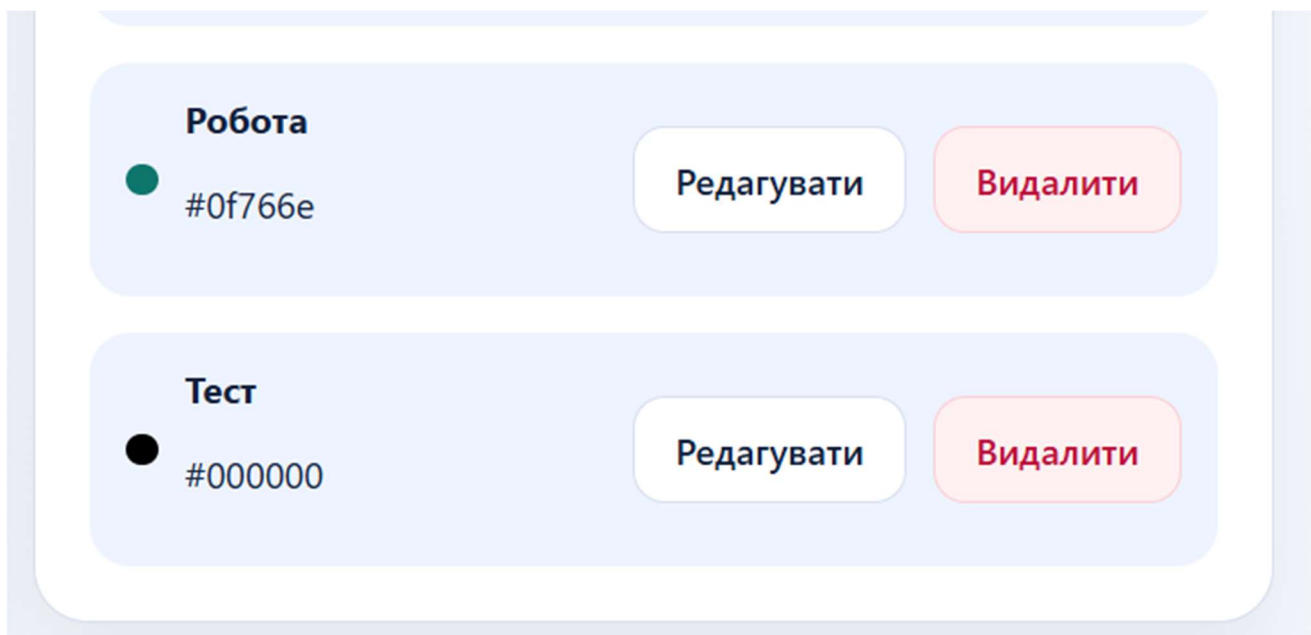 Робота
#0f766e
Редагувати
Видалити
Тест
#000000
Редагувати
Видалити